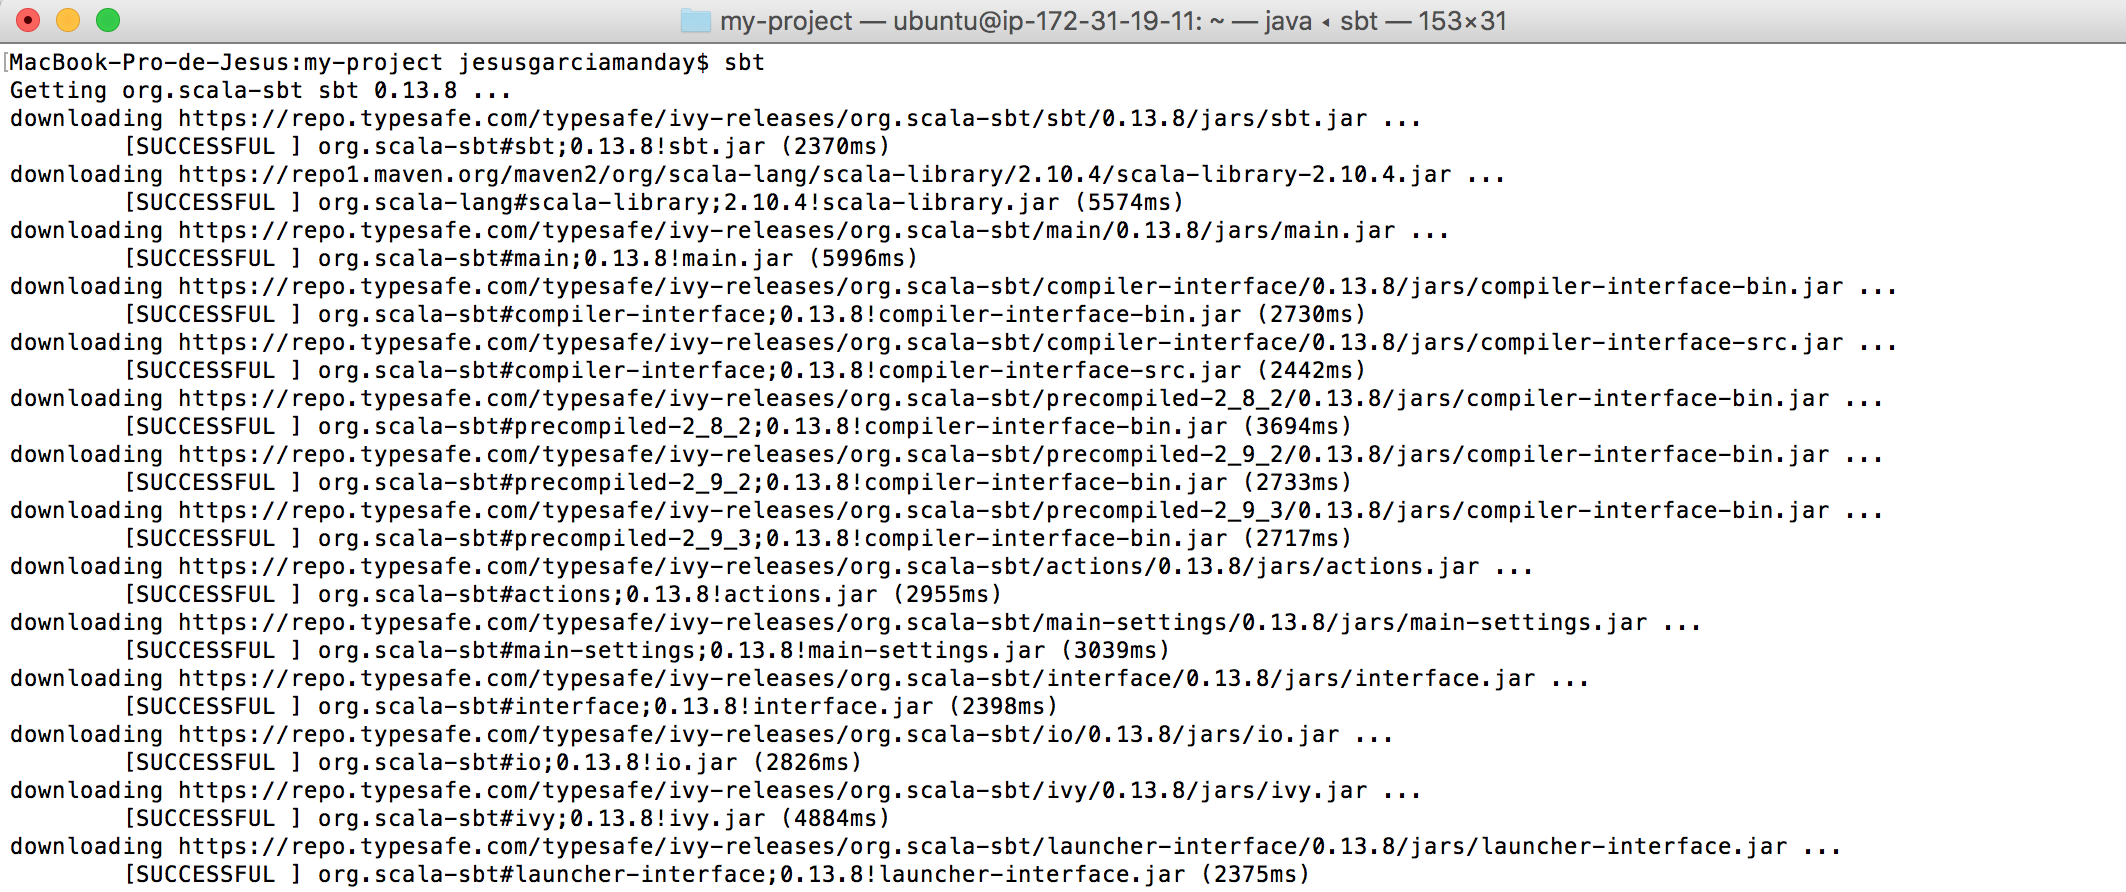 my-project — ubuntu@ip-172-31-19-11: ~ — java ◂ sbt — 153×31
[MacBook-Pro-de-Jesus:my-project jesusgarciamanday$ sbt
Getting org.scala-sbt sbt 0.13.8 ...
downloading https://repo.typesafe.com/typesafe/ivy-releases/org.scala-sbt/sbt/0.13.8/jars/sbt.jar ...
[SUCCESSFUL ] org.scala-sbt#sbt;0.13.8!sbt.jar (2370ms)
downloading https://repo1.maven.org/maven2/org/scala-lang/scala-library/2.10.4/scala-library-2.10.4.jar ...
[SUCCESSFUL ] org.scala-lang#scala-library;2.10.4!scala-library.jar (5574ms)
downloading https://repo.typesafe.com/typesafe/ivy-releases/org.scala-sbt/main/0.13.8/jars/main.jar ...
[SUCCESSFUL ] org.scala-sbt#main;0.13.8!main.jar (5996ms)
downloading https://repo.typesafe.com/typesafe/ivy-releases/org.scala-sbt/compiler-interface/0.13.8/jars/compiler-interface-bin.jar ...
[SUCCESSFUL ] org.scala-sbt#compiler-interface;0.13.8!compiler-interface-bin.jar (2730ms)
downloading https://repo.typesafe.com/typesafe/ivy-releases/org.scala-sbt/compiler-interface/0.13.8/jars/compiler-interface-src.jar ...
[SUCCESSFUL ] org.scala-sbt#compiler-interface;0.13.8!compiler-interface-src.jar (2442ms)
downloading https://repo.typesafe.com/typesafe/ivy-releases/org.scala-sbt/precompiled-2_8_2/0.13.8/jars/compiler-interface-bin.jar ...
[SUCCESSFUL ] org.scala-sbt#precompiled-2_8_2;0.13.8!compiler-interface-bin.jar (3694ms)
downloading https://repo.typesafe.com/typesafe/ivy-releases/org.scala-sbt/precompiled-2_9_2/0.13.8/jars/compiler-interface-bin.jar ...
[SUCCESSFUL ] org.scala-sbt#precompiled-2_9_2;0.13.8!compiler-interface-bin.jar (2733ms)
downloading https://repo.typesafe.com/typesafe/ivy-releases/org.scala-sbt/precompiled-2_9_3/0.13.8/jars/compiler-interface-bin.jar ...
[SUCCESSFUL ] org.scala-sbt#precompiled-2_9_3;0.13.8!compiler-interface-bin.jar (2717ms)
downloading https://repo.typesafe.com/typesafe/ivy-releases/org.scala-sbt/actions/0.13.8/jars/actions.jar ...
[SUCCESSFUL ] org.scala-sbt#actions;0.13.8!actions.jar (2955ms)
downloading https://repo.typesafe.com/typesafe/ivy-releases/org.scala-sbt/main-settings/0.13.8/jars/main-settings.jar ...
[SUCCESSFUL ] org.scala-sbt#main-settings;0.13.8!main-settings.jar (3039ms)
downloading https://repo.typesafe.com/typesafe/ivy-releases/org.scala-sbt/interface/0.13.8/jars/interface.jar ...
[SUCCESSFUL ] org.scala-sbt#interface;0.13.8!interface.jar (2398ms)
downloading https://repo.typesafe.com/typesafe/ivy-releases/org.scala-sbt/io/0.13.8/jars/io.jar ...
[SUCCESSFUL ] org.scala-sbt#io;0.13.8!io.jar (2826ms)
downloading https://repo.typesafe.com/typesafe/ivy-releases/org.scala-sbt/ivy/0.13.8/jars/ivy.jar ...
[SUCCESSFUL ] org.scala-sbt#ivy;0.13.8!ivy.jar (4884ms)
downloading https://repo.typesafe.com/typesafe/ivy-releases/org.scala-sbt/launcher-interface/0.13.8/jars/launcher-interface.jar ...
[SUCCESSFUL ] org.scala-sbt#launcher-interface;0.13.8!launcher-interface.jar (2375ms)